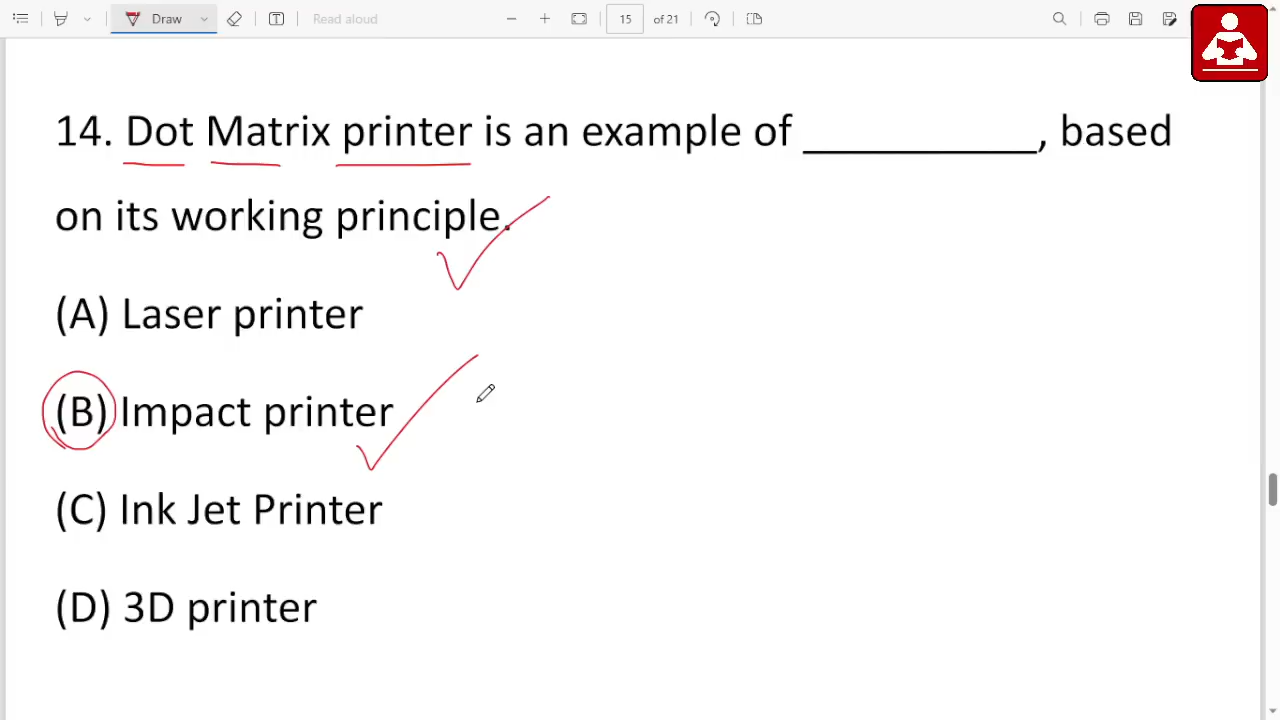 Draw
Read aloud
15
of 21
14. Dot Matrix printer is an example of ___________, based
on its working principle.
(A) Laser printer
(B) Impact printer
(C) Ink Jet Printer
(D) 3D printer